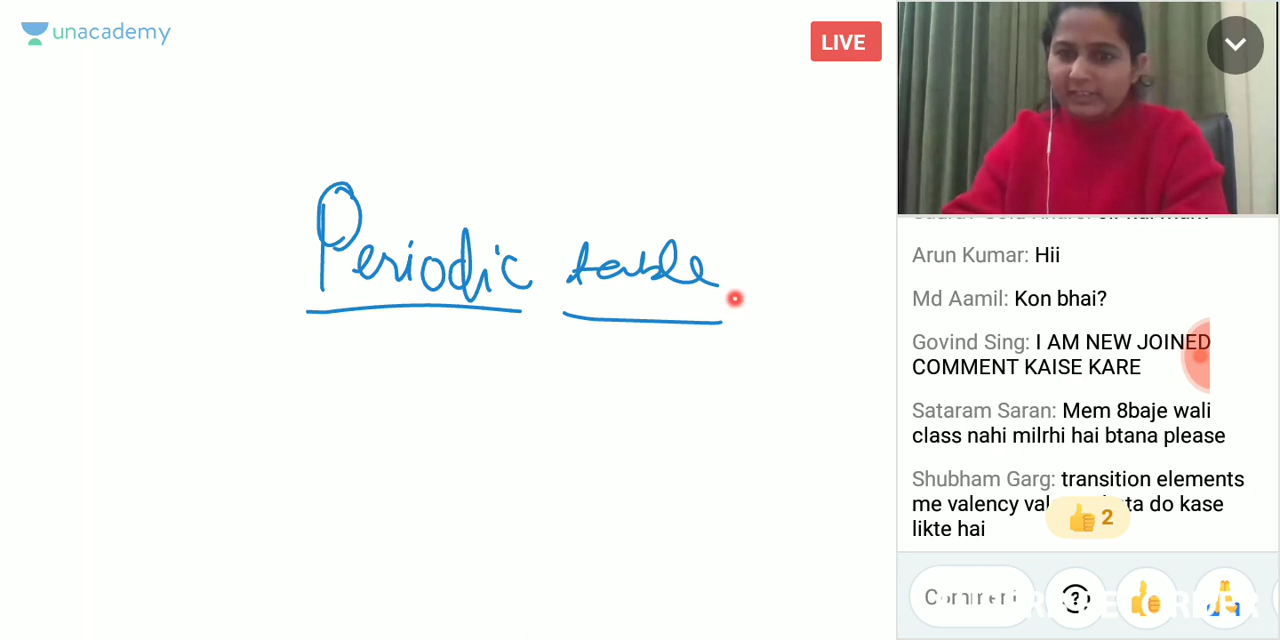 unacademy
LIVE
Periodic table
Arun Kumar: Hii
Md Aamil: Kon bhai?
Govind Sing: I AM NEW JOINED
COMMENT KAISE KARE
Sataram Saran: Mem 8baje wali
class nahi milrhi hai btana please
Shubham Garg: transition elements
me valency do kase
likte hai
2